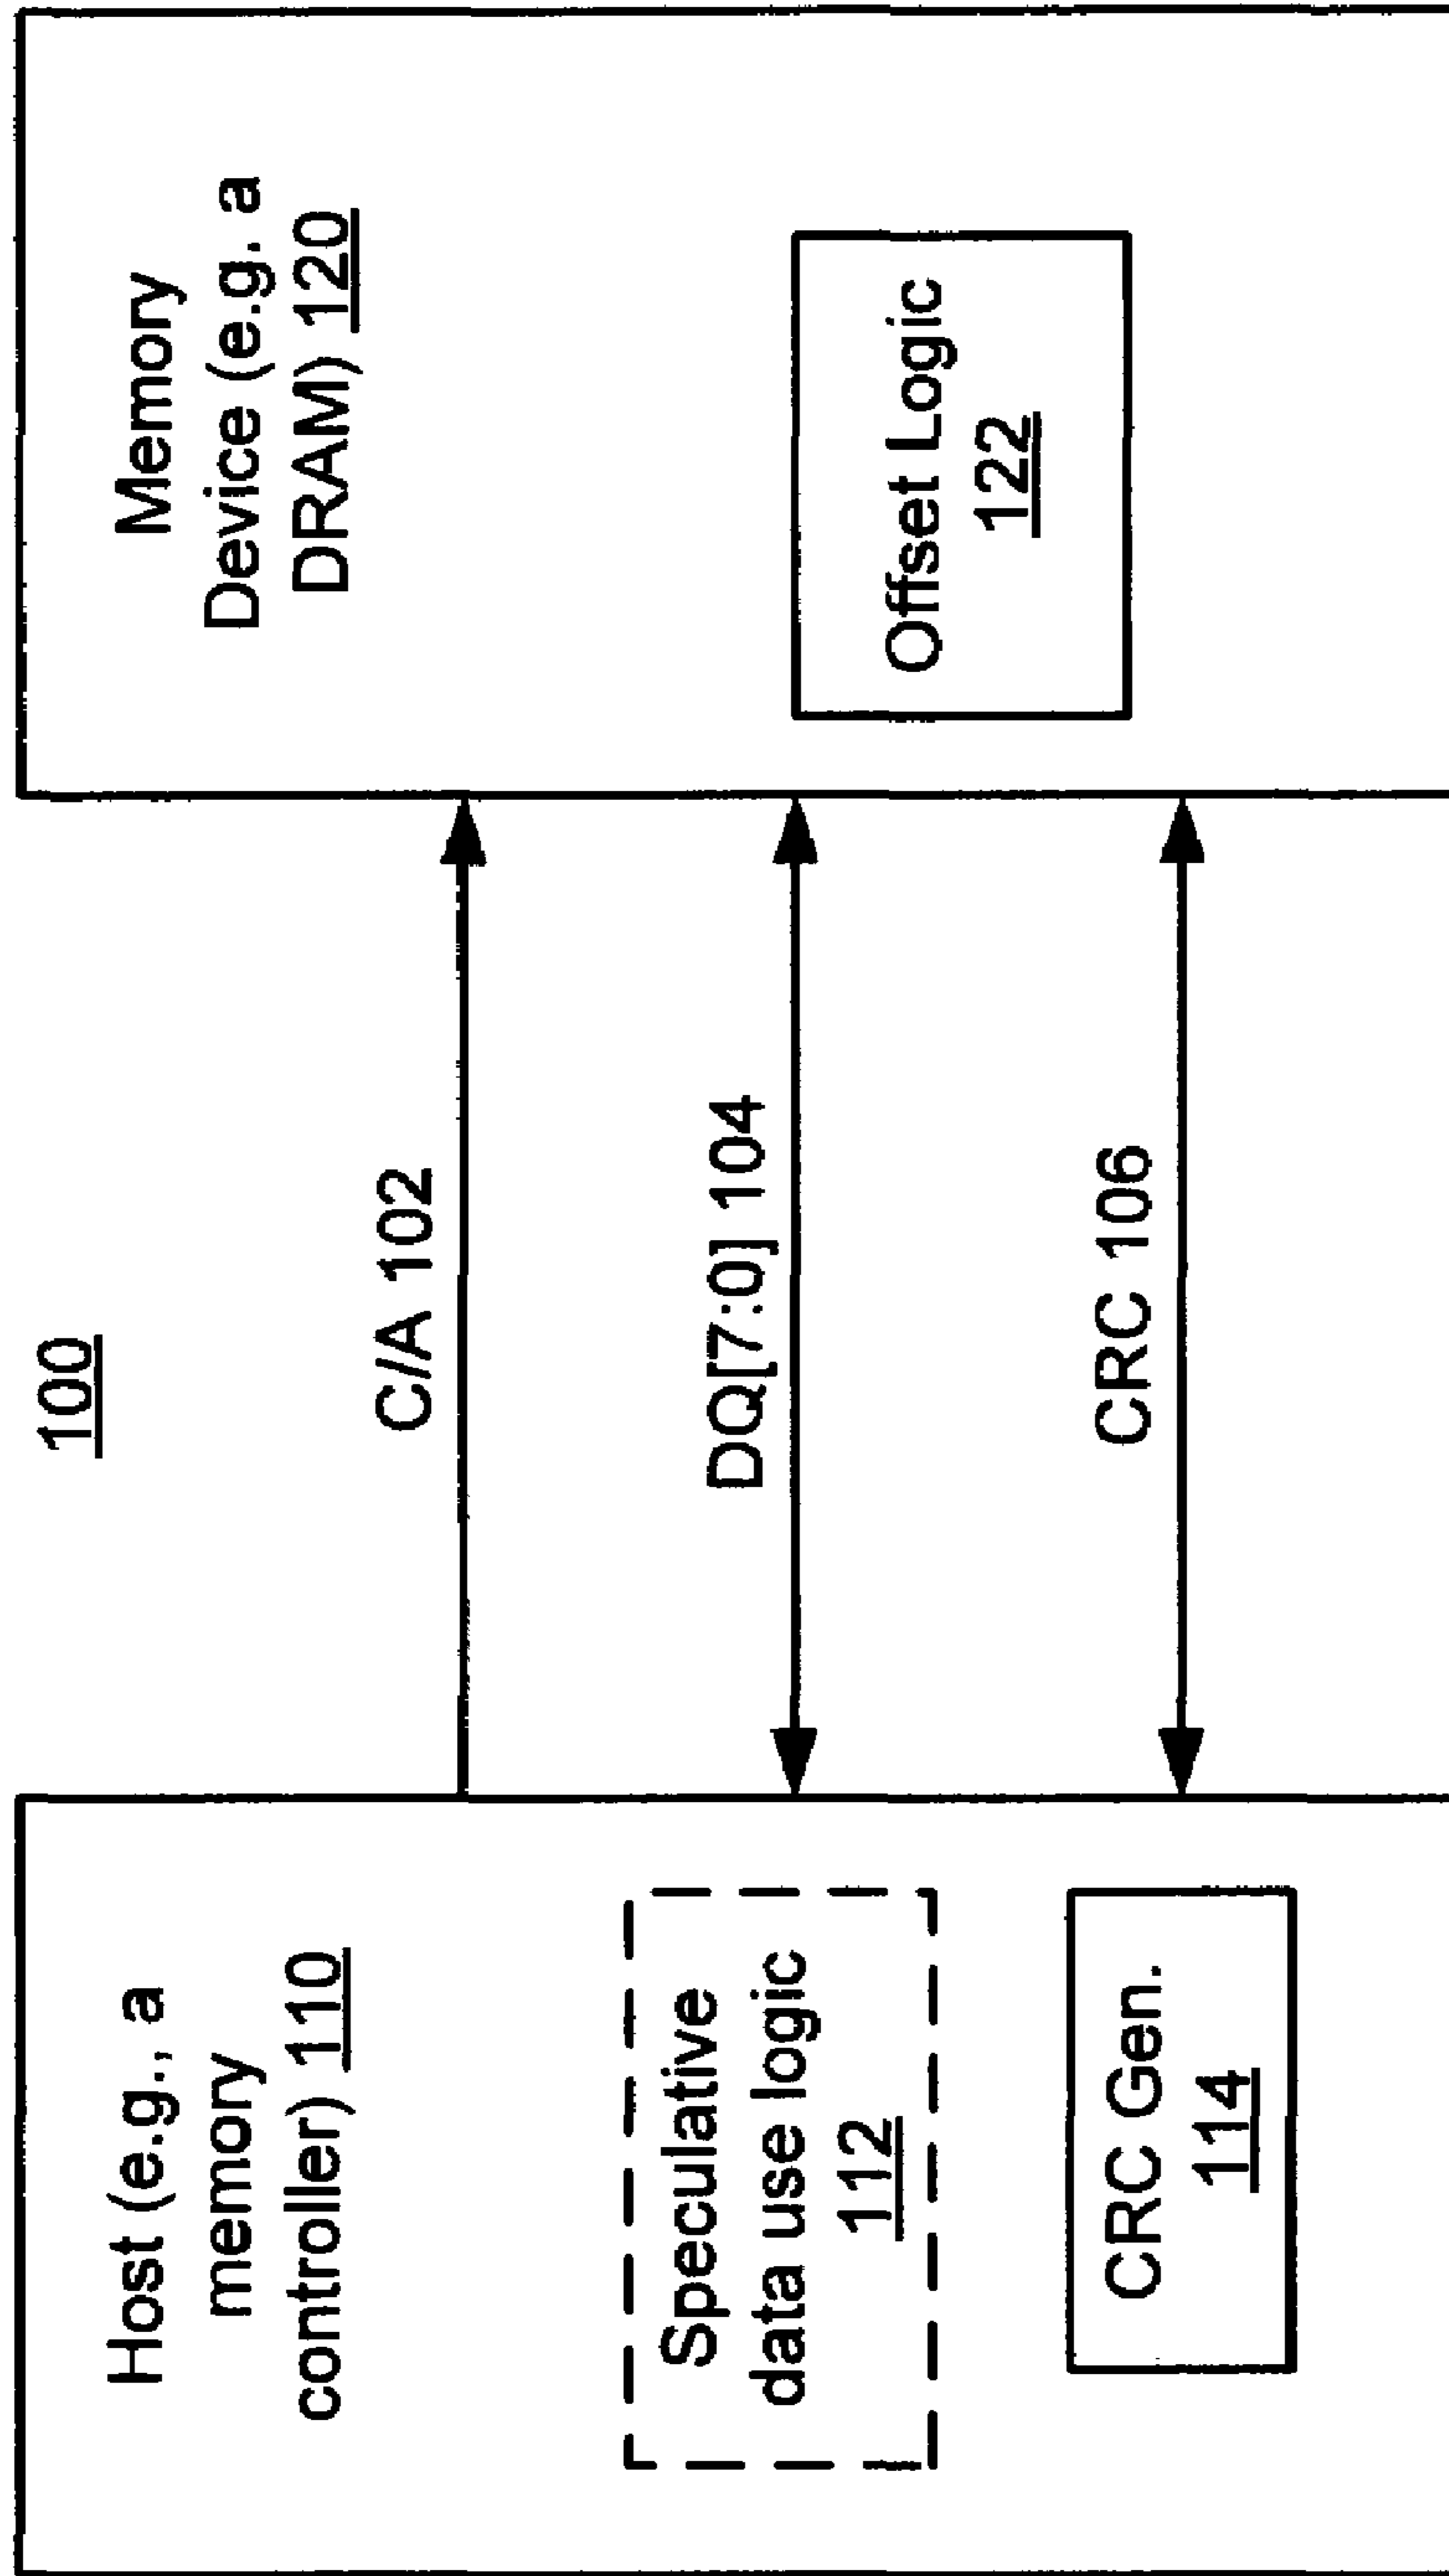 100
Host (e.g., a
memory
controller) 110
Speculative
data use logic
112
CRC Gen.
114
C/A 102
DQ[7:0] 104
CRC 106
Memory
Device (e.g. a
DRAM) 120
Offset Logic
122